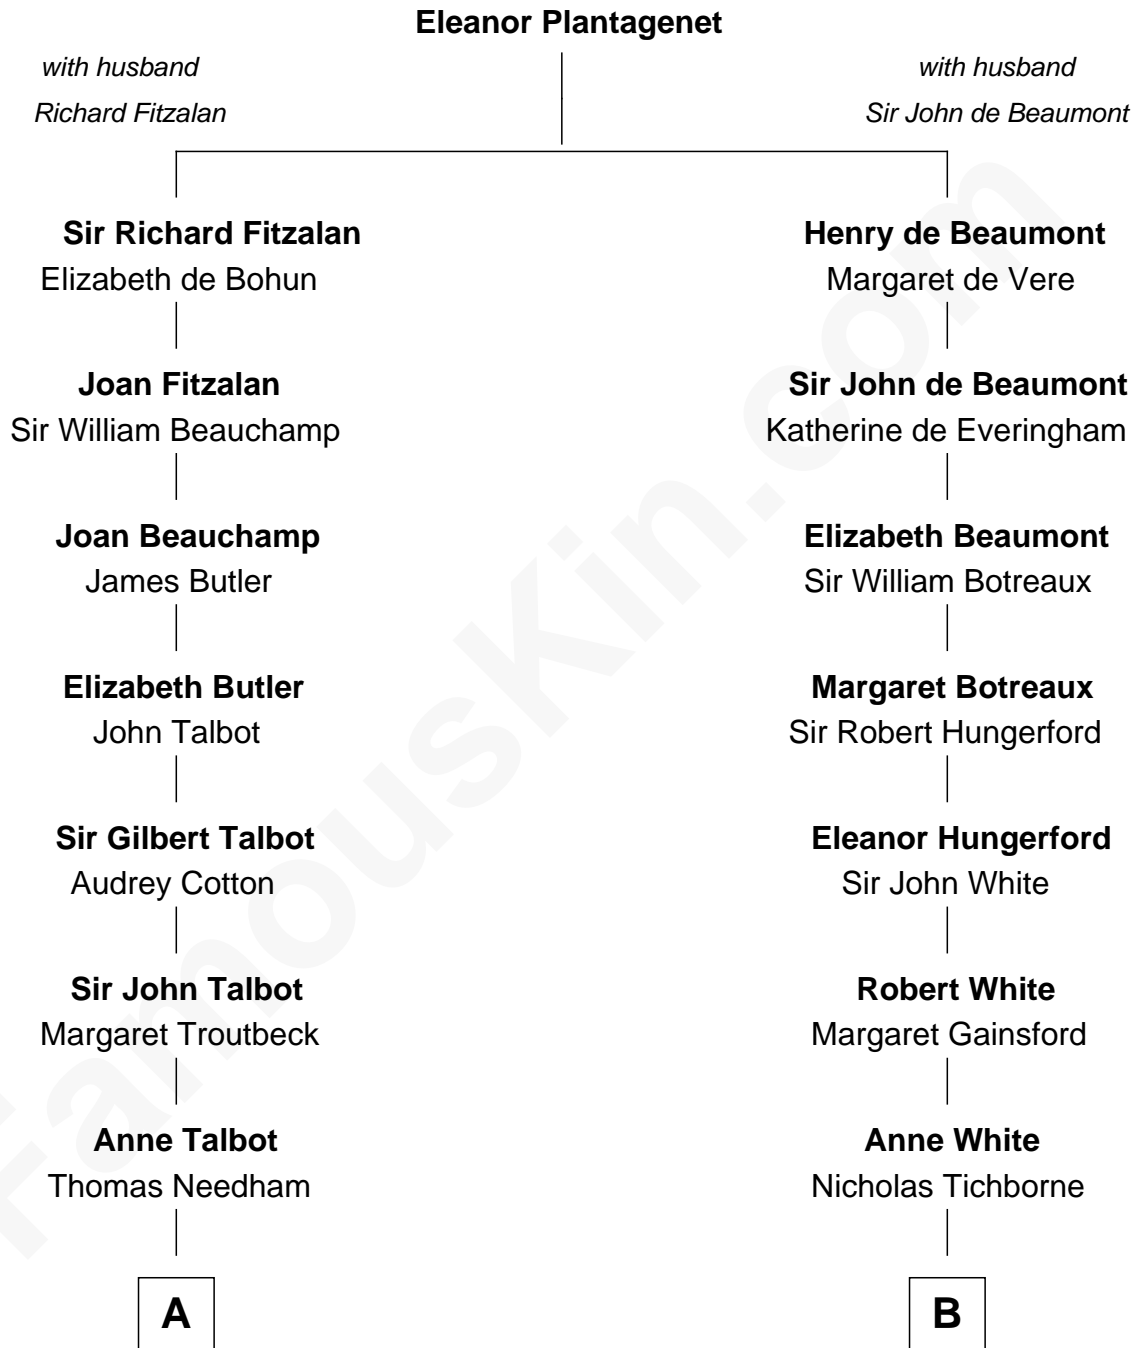 Eleanor Plantagenet
with husband
Richard Fitzalan
with husband
Sir John de Beaumont
Sir Richard Fitzalan
Elizabeth de Bohun
Henry de Beaumont
Margaret de Vere
Joan Fitzalan
Sir William Beauchamp
Sir John de Beaumont
Katherine de Everingham
Joan Beauchamp
James Butler
Elizabeth Beaumont
Sir William Botreaux
Elizabeth Butler
John Talbot
Margaret Botreaux
Sir Robert Hungerford
Sir Gilbert Talbot
Audrey Cotton
Eleanor Hungerford
Sir John White
Sir John Talbot
Margaret Troutbeck
Robert White
Margaret Gainsford
Anne Talbot
Thomas Needham
Anne White
Nicholas Tichborne
A
B
FamousKin.com